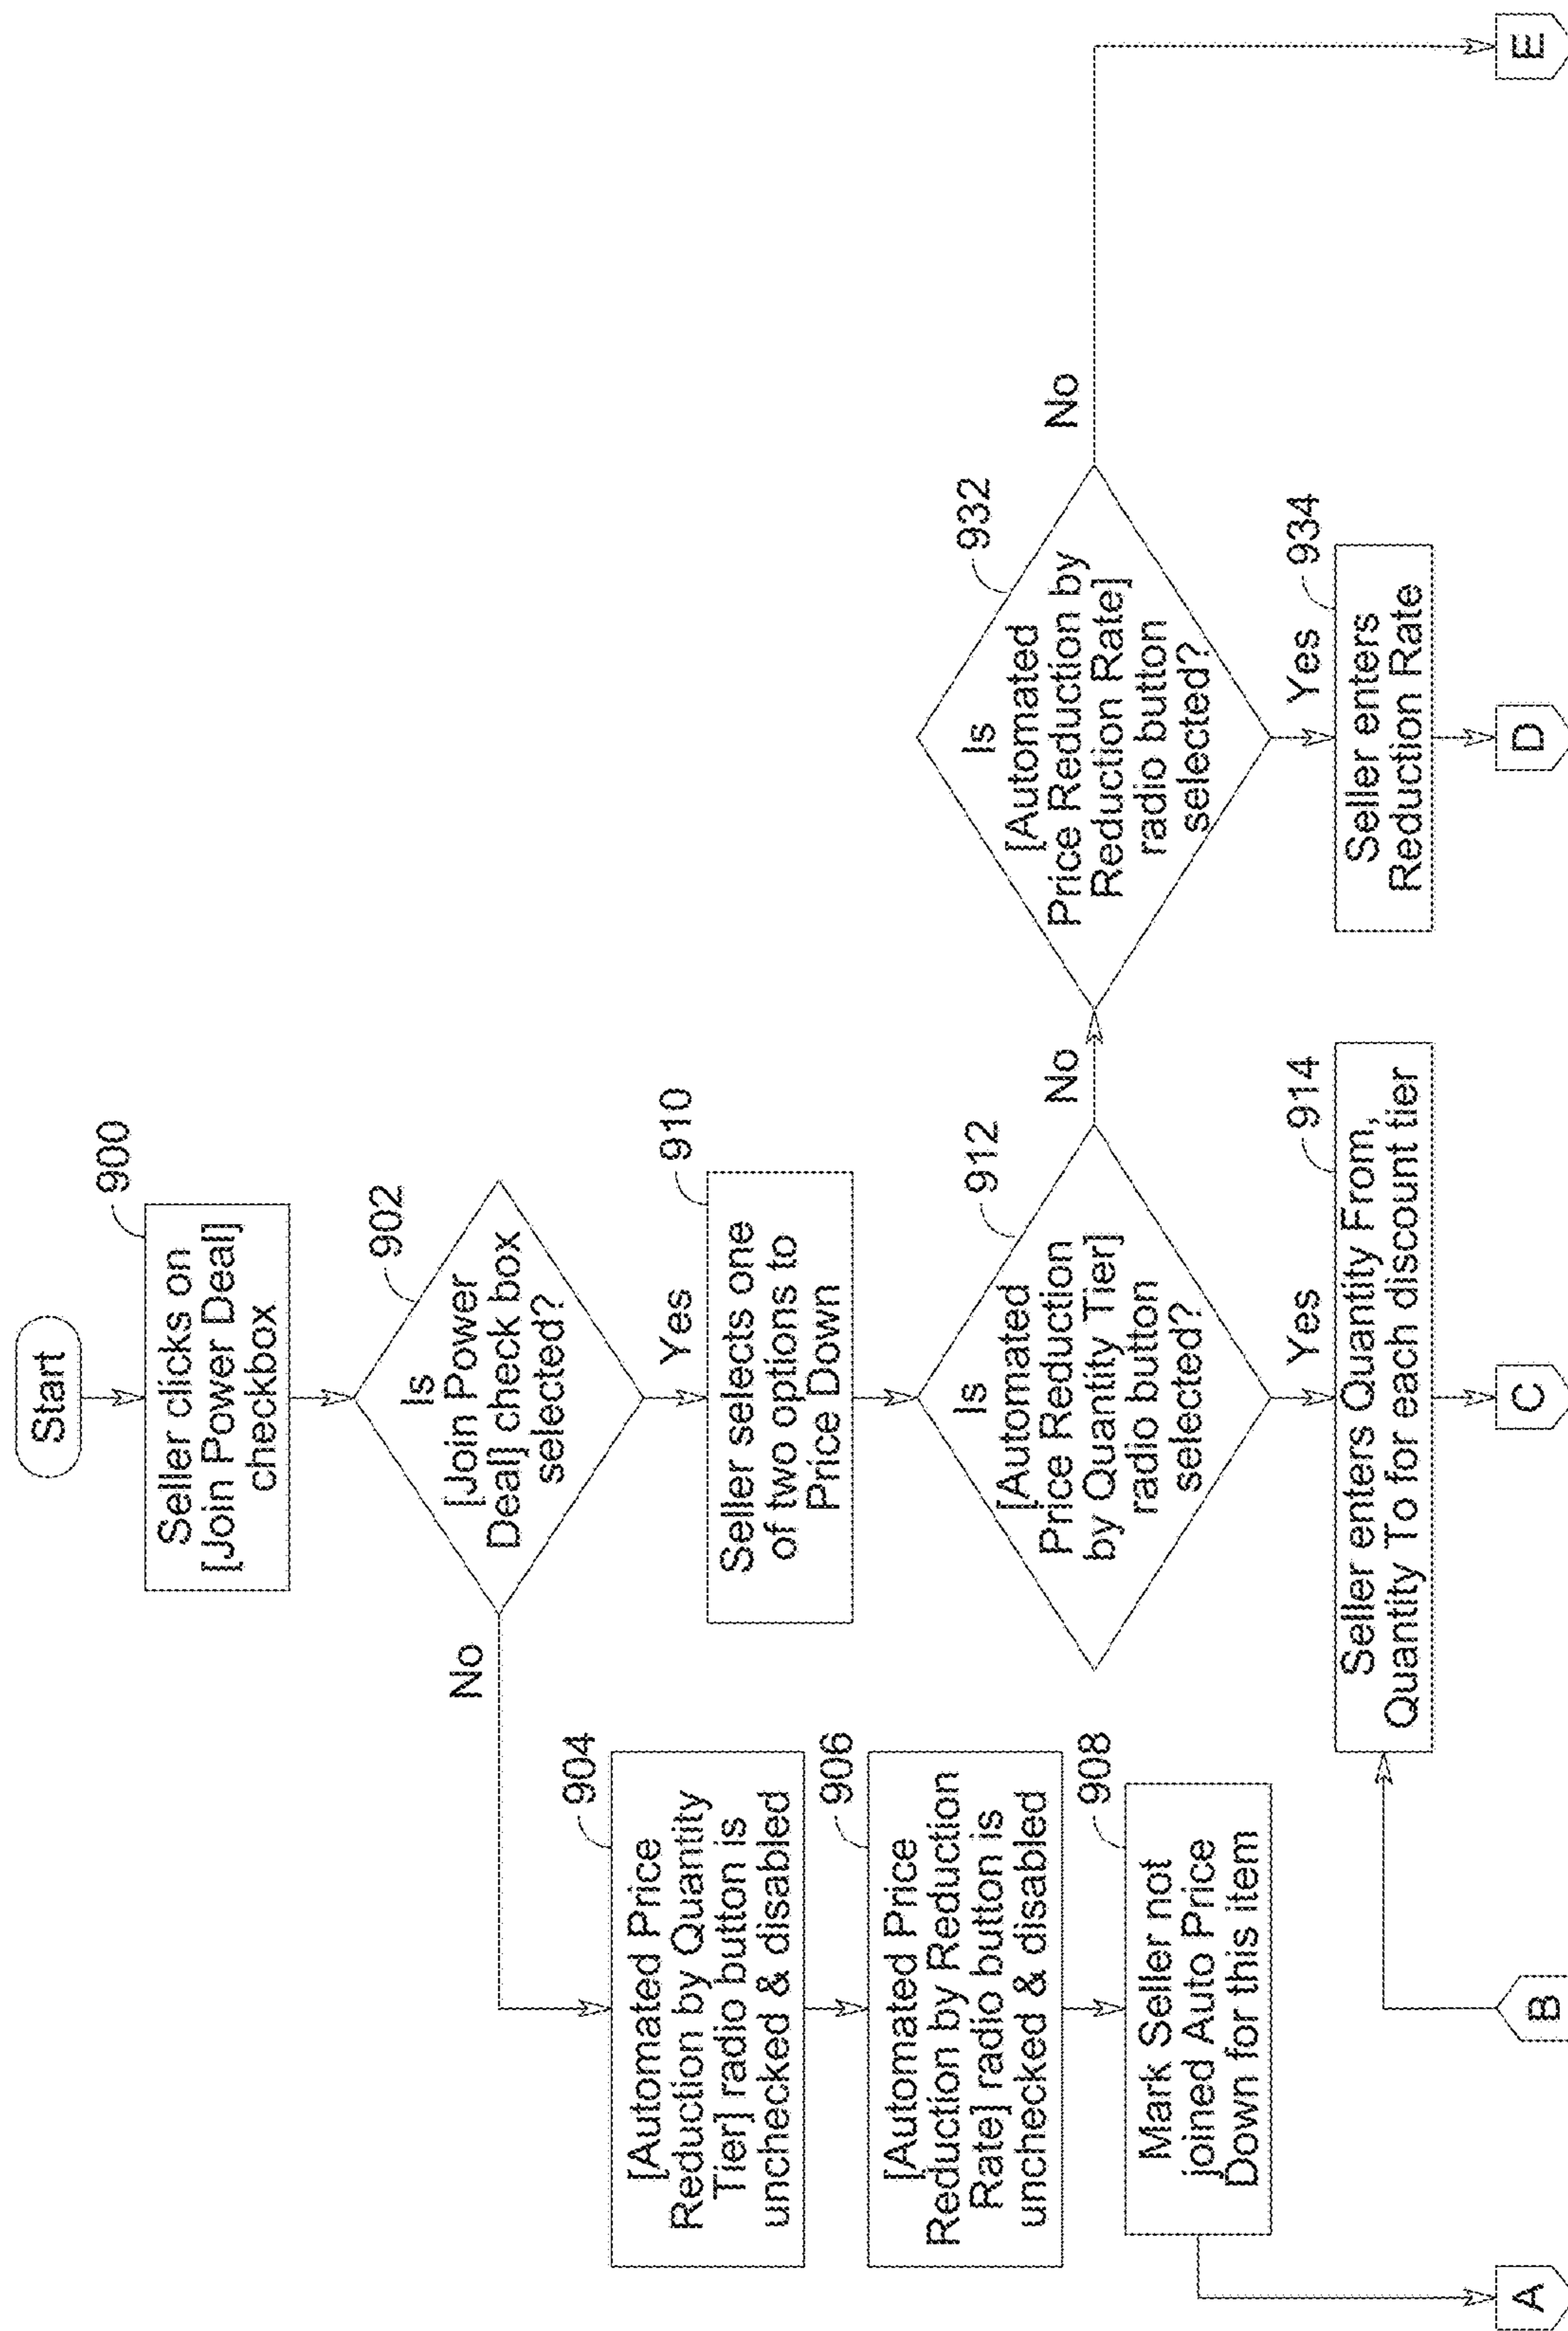 Start
900
Seller clicks on
[Join Power Deal]
checkbox
902
Is
[Join Power
Deal] check box
selected?
No
Yes
904
[Automated Price
Reduction by Quantity
Tier] radio button is
unchecked & disabled
906
[Automated Price
Reduction by Reduction
Rate] radio button is
unchecked & disabled
908
Mark Seller not
joined Auto Price
Down for this item
910
Seller selects one
of two options to
Price Down
912
Is
[Automated
Price Reduction
by Quantity Tier]
radio button
selected?
No
Yes
914
Seller enters Quantity From,
Quantity To for each discount tier
932
Is
[Automated
Price Reduction by
Reduction Rate]
radio button
selected?
No
Yes
934
Seller enters
Reduction Rate
A
B
C
D
E